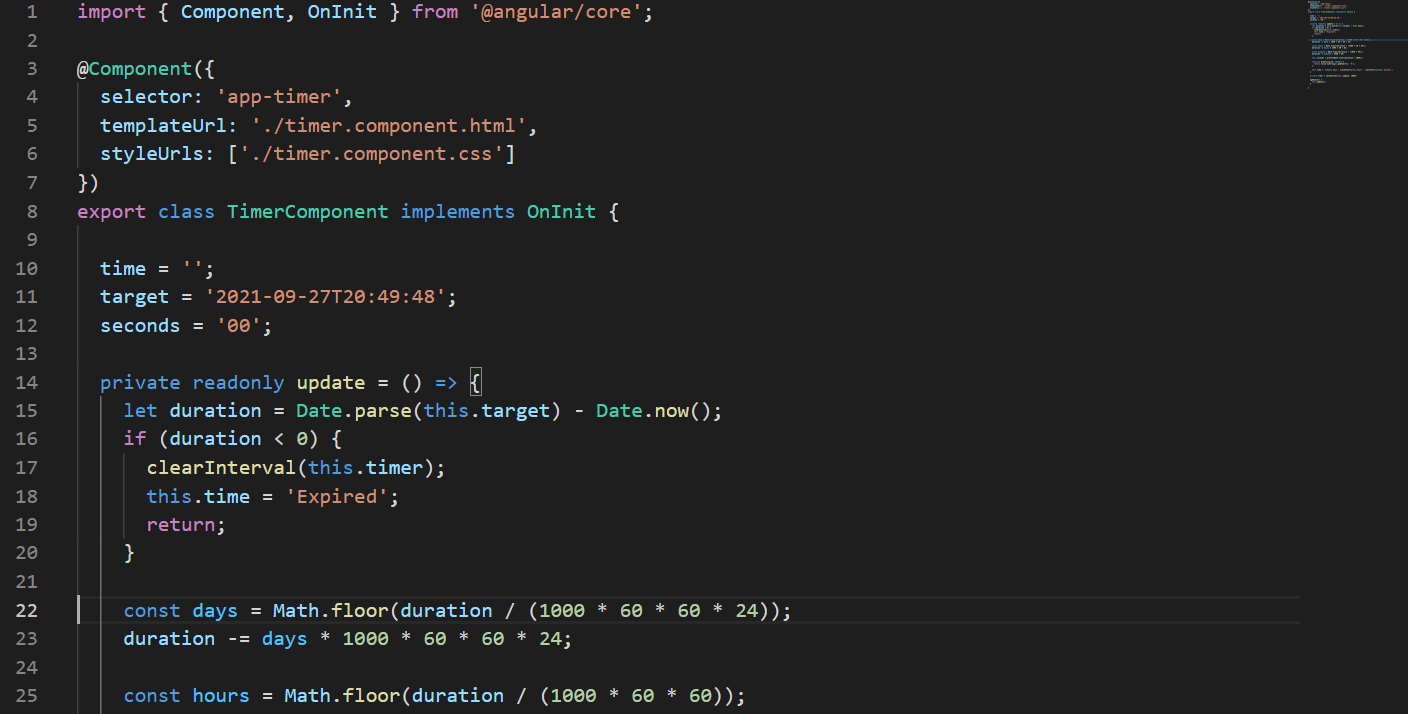 1 import { Component, OnInit } from '@angular/core';
2
3 @Component({
4 selector: 'app-timer',
5 templateUrl: './timer.component.html',
6 styleUrls: ['./timer.component.css']
7 })
8 export class TimerComponent implements OnInit {
9
10 time = '';
11 target = '2021-09-27T20:49:48';
12 seconds = '00';
13
14 private readonly update = () => {
15 let duration = Date.parse(this.target) - Date.now();
16 if (duration < 0) {
17 clearInterval(this.timer);
18 this.time = 'Expired';
19 return;
20 }
21
22 const days = Math.floor(duration / (1000 * 60 * 60 * 24));
23 duration -= days * 1000 * 60 * 60 * 24;
24
25 const hours = Math.floor(duration / (1000 * 60 * 60));